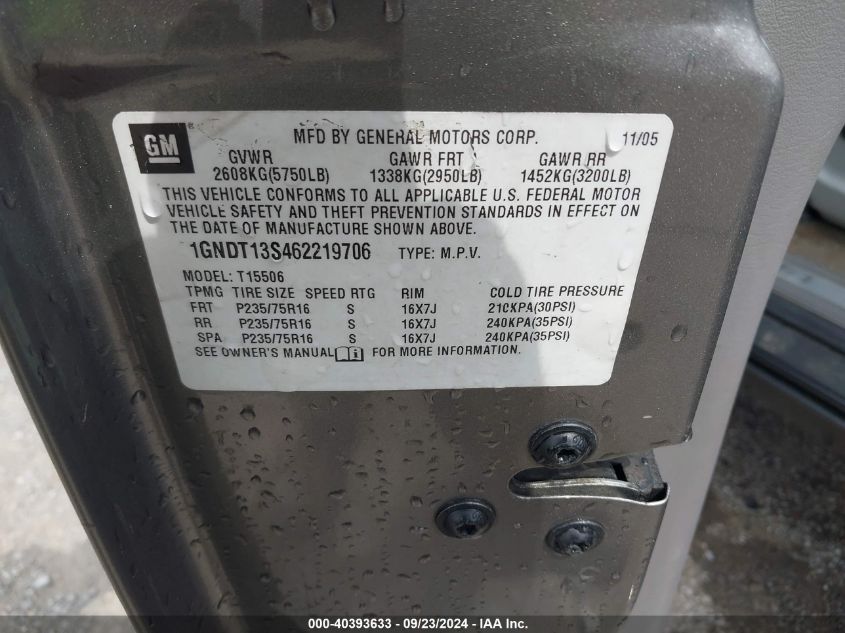 GM ® MFD BY GENERAL MOTORS CORP. 11/05
GVWR GAWR FRT GAWR RR
2608KG(5750LB) 1338KG(2950LB) 1452KG(3200LB)
THIS VEHICLE CONFORMS TO ALL APPLICABLE U.S. FEDERAL MOTOR
VEHICLE SAFETY AND THEFT PREVENTION STANDARDS IN EFFECT ON
THE DATE OF MANUFACTURE SHOWN ABOVE.
1GNDT13S462219706 TYPE: M.P.V.
MODEL: T15506
TPMG TIRE SIZE SPEED RTG RIM COLD TIRE PRESSURE
FRT P235/75R16 S 16X7J 210KPA(30PSI)
RR P235/75R16 S 16X7J 240KPA(35PSI)
SPA P235/75R16 S 16X7J 240KPA(35PSI)
SEE OWNER'S MANUAL i FOR MORE INFORMATION.
000-40393633 - 09/23/2024 - IAA Inc.